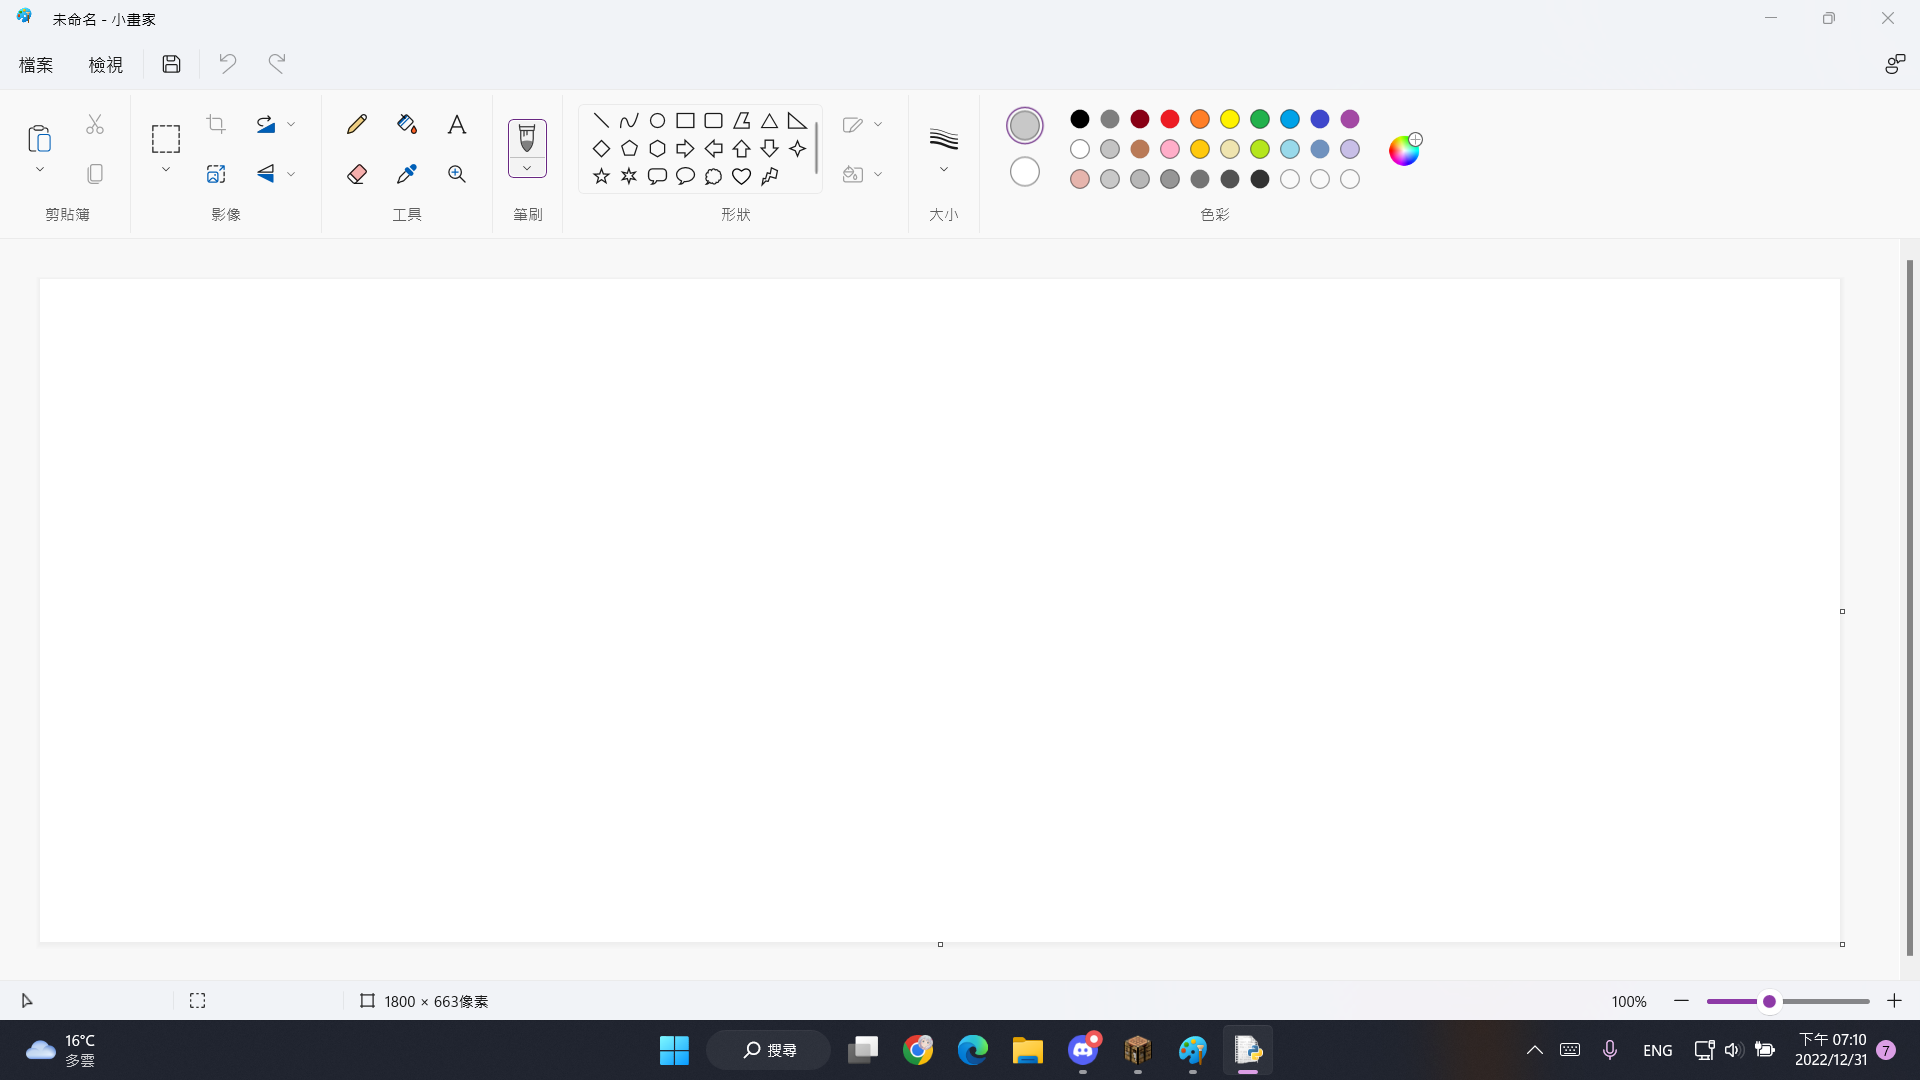 未命名 - 小畫家
檔案 檢視
剪貼簿 影像 工具 筆刷 形狀 大小 色彩
1800 × 663像素 100%
16°C
多雲
搜尋
ENG
下午 07:10
2022/12/31
7